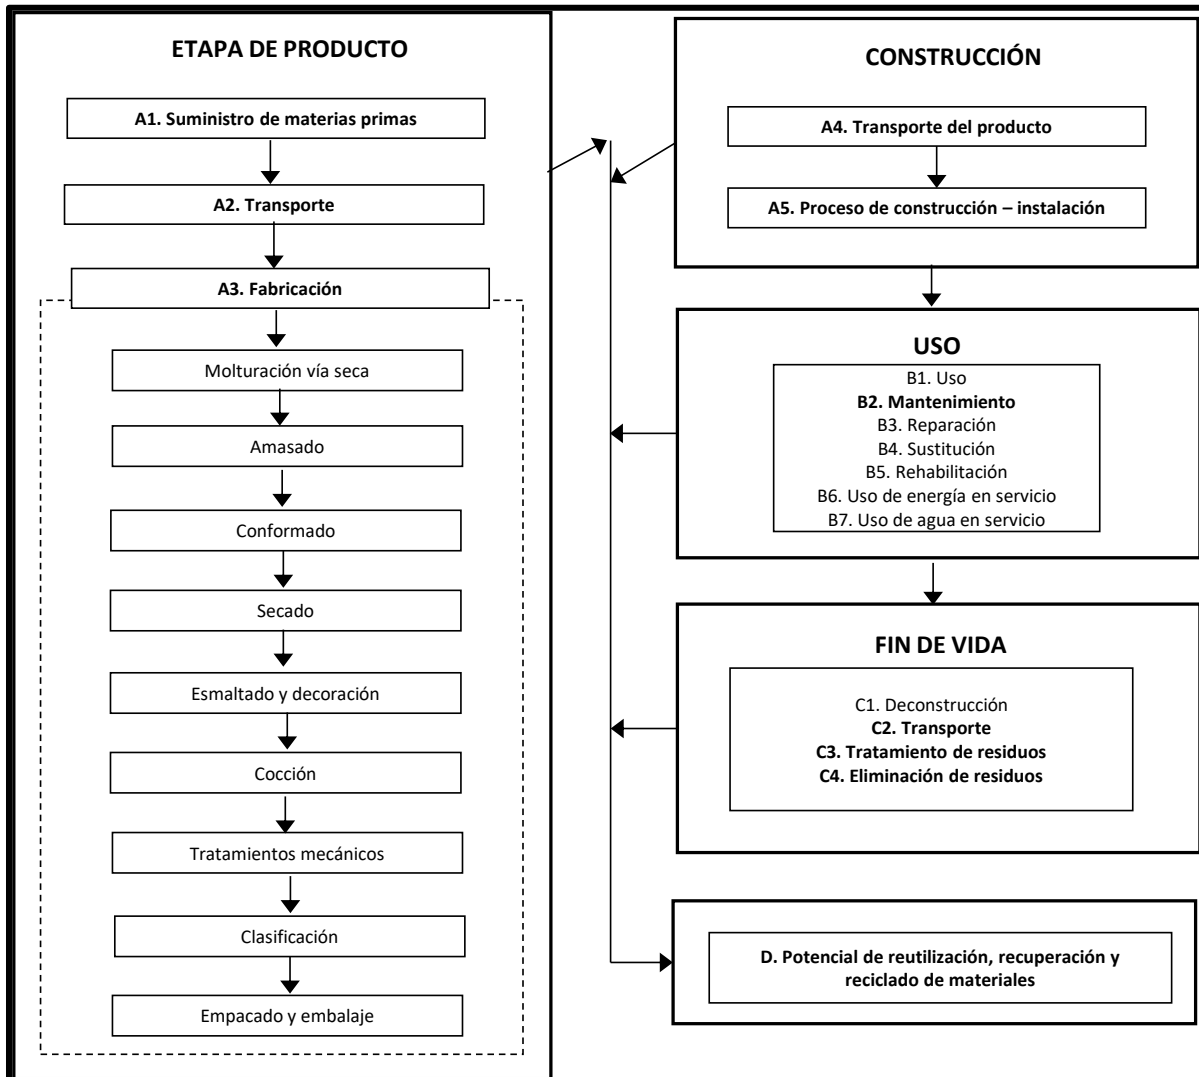 ETAPA DE PRODUCTO
A1. Suministro de materias primas
A2. Transporte
A3. Fabricación
Molturación vía seca
Amasado
Conformado
Secado
Esmaltado y decoración
Cocción
Tratamientos mecánicos
Clasificación
Empacado y embalaje
CONSTRUCCIÓN
A4. Transporte del producto
A5. Proceso de construcción – instalación
USO
B1. Uso
B2. Mantenimiento
B3. Reparación
B4. Sustitución
B5. Rehabilitación
B6. Uso de energía en servicio
B7. Uso de agua en servicio
FIN DE VIDA
C1. Deconstrucción
C2. Transporte
C3. Tratamiento de residuos
C4. Eliminación de residuos
D. Potencial de reutilización, recuperación y
reciclado de materiales